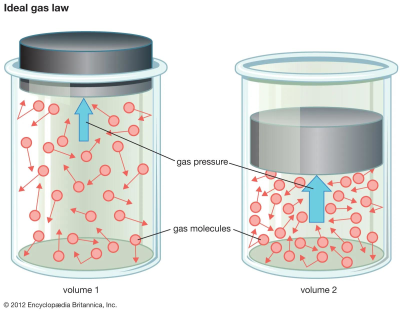 Ideal gas law
gas pressure
gas molecules
volume 1
volume 2
© 2012 Encyclopædia Britannica, Inc.